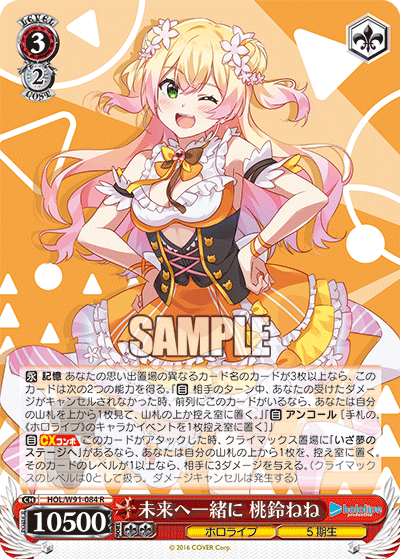 LEVEL
3
2
COST
SAMPLE
永 記憶 あなたの思い出置場の異なるカード名のカードが3枚以上なら、この
カードは次の2つの能力を得る。『自 相手のターン中、あなたの受けたダメー
ジがキャンセルされなかった時、前列にこのカードがいるなら、あなたは自分
の山札を上から1枚見て、山札の上か控え室に置く。』『自 アンコール [手札の
《ホロライブ》のキャラかイベントを1枚控え室に置く]』
自 CXコンボ このカードがアタックした時、クライマックス置場に「いざ夢の
ステージへ」があるなら、あなたは自分の山札の上から1枚を、控え室に置く。
そのカードのレベルが1以上なら、相手に3ダメージを与える。(クライマックス
のレベルは0として扱う。ダメージキャンセルは発生する)
CH HOL/W91-084 R
10500
未来へ一緒に 桃鈴ねね
hololive
ホロライブ
5期生
© 2016 COVER Corp.